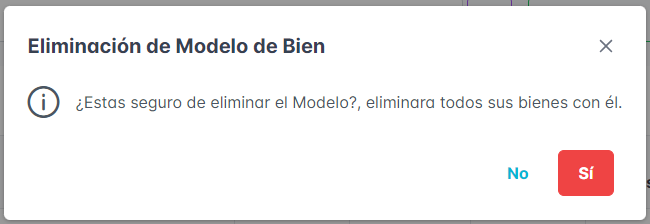 Eliminación de Modelo de Bien
¿Estas seguro de eliminar el Modelo?, eliminara todos sus bienes con él.
No
Sí